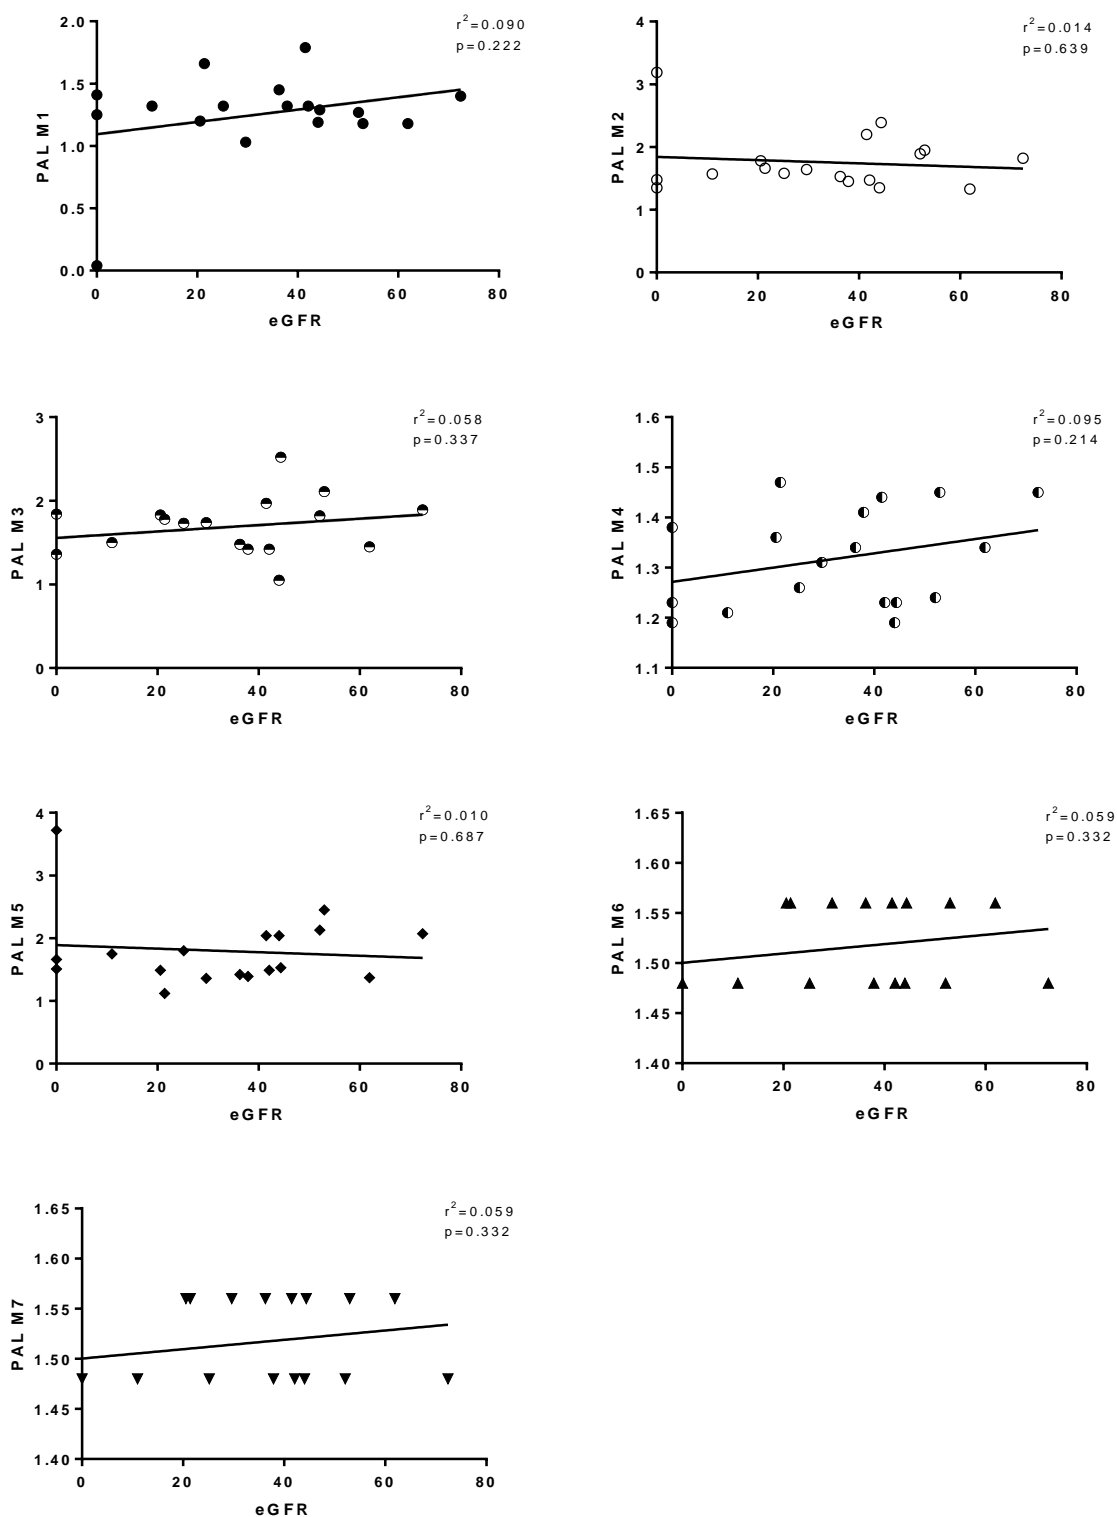 r²=0.090
p=0.222
2.0
1.5
1.0
0.5
0.0
PAL M1
0 20 40 60 80
eGFR
r²=0.014
p=0.639
4
3
2
1
0
PAL M2
0 20 40 60 80
eGFR
r²=0.058
p=0.337
3
2
1
0
PAL M3
0 20 40 60 80
eGFR
r²=0.095
p=0.214
1.6
1.5
1.4
1.3
1.2
1.1
PAL M4
0 20 40 60 80
eGFR
r²=0.010
p=0.687
4
3
2
1
0
PAL M5
0 20 40 60 80
eGFR
r²=0.059
p=0.332
1.65
1.60
1.55
1.50
1.45
1.40
PAL M6
0 20 40 60 80
eGFR
r²=0.059
p=0.332
1.65
1.60
1.55
1.50
1.45
1.40
PAL M7
0 20 40 60 80
eGFR